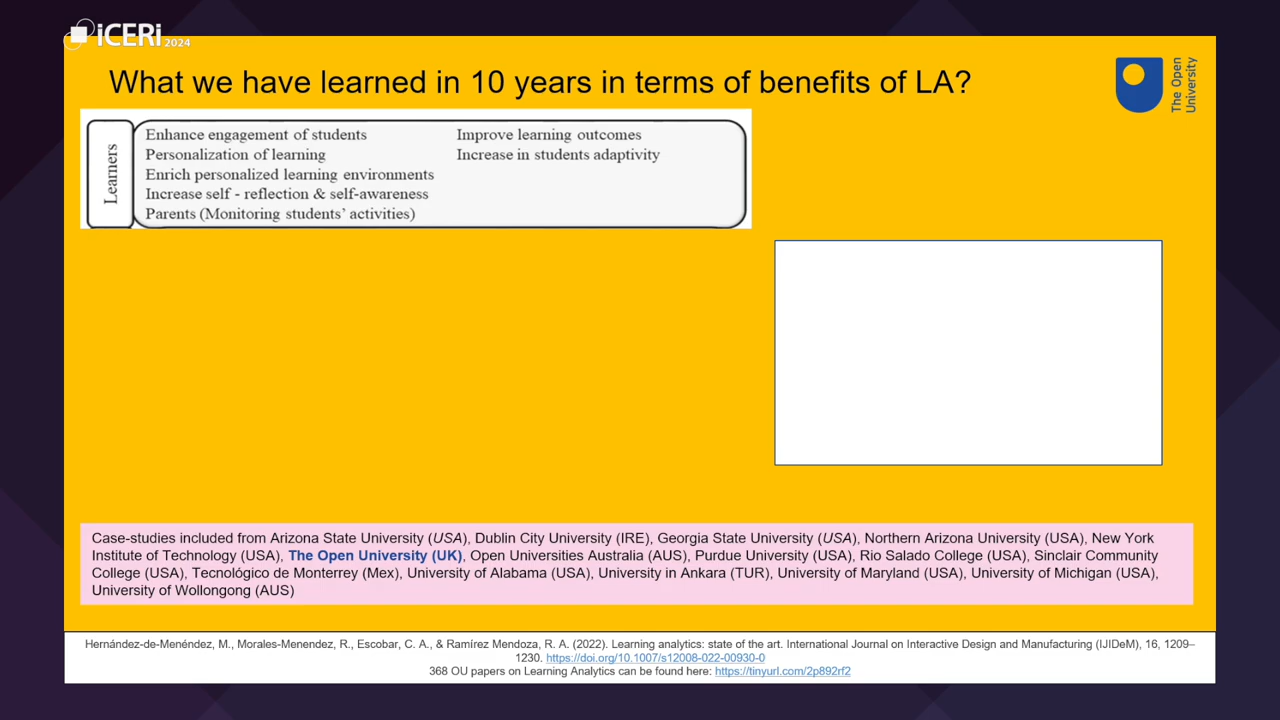 iCERi 2024
What we have learned in 10 years in terms of benefits of LA?
The Open
University
Learners
Enhance engagement of students
Personalization of learning
Enrich personalized learning environments
Increase self - reflection & self-awareness
Parents (Monitoring students' activities)
Improve learning outcomes
Increase in students adaptivity
Case-studies included from Arizona State University (USA), Dublin City University (IRE), Georgia State University (USA), Northern Arizona University (USA), New York
Institute of Technology (USA), The Open University (UK), Open Universities Australia (AUS), Purdue University (USA), Rio Salado College (USA), Sinclair Community
College (USA), Tecnológico de Monterrey (Mex), University of Alabama (USA), University in Ankara (TUR), University of Maryland (USA), University of Michigan (USA),
University of Wollongong (AUS)
Hernández-de-Menéndez, M., Morales-Menendez, R., Escobar, C. A., & Ramírez Mendoza, R. A. (2022). Learning analytics: state of the art. International Journal on Interactive Design and Manufacturing (IJIDeM), 16, 1209–
1230. https://doi.org/10.1007/s12008-022-00930-0
368 OU papers on Learning Analytics can be found here: https://tinyurl.com/2p892rf2